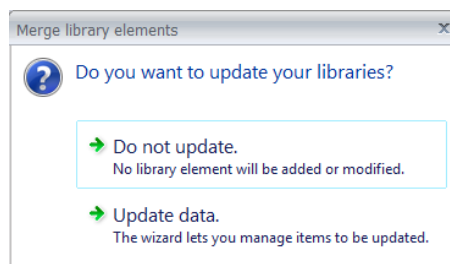 Merge library elements
Do you want to update your libraries?
Do not update.
No library element will be added or modified.
Update data.
The wizard lets you manage items to be updated.